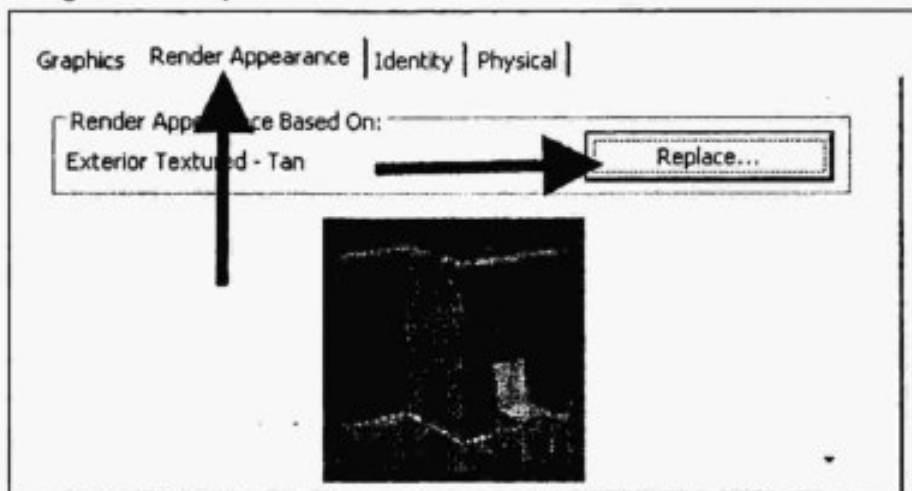 Graphics Render Appearance Identity Physical
Render Appearance Based On:
Exterior Textured - Tan Replace...